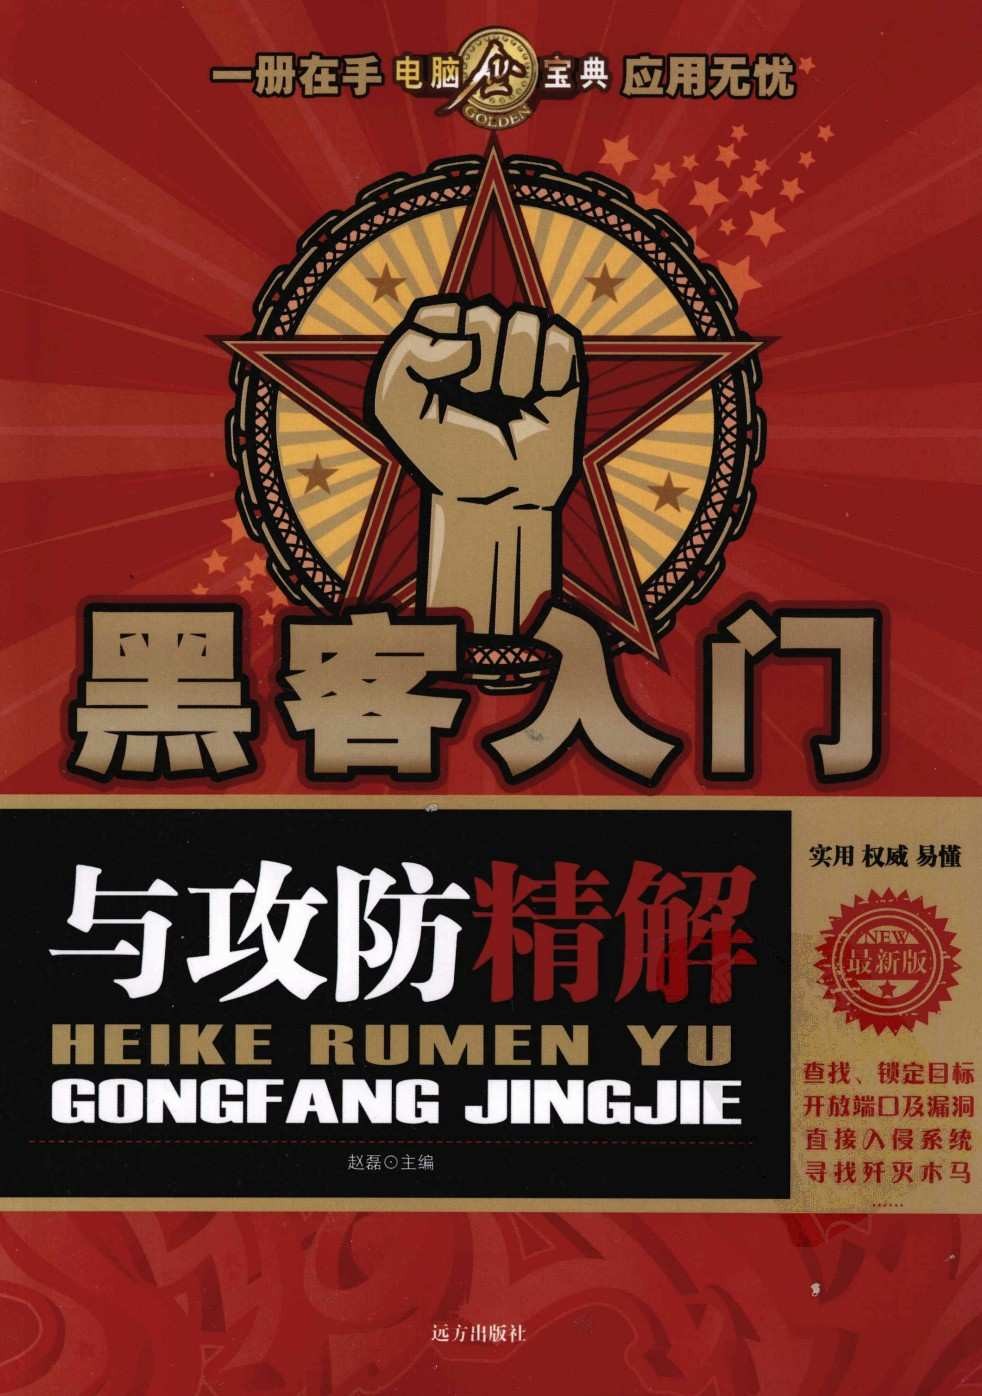 一册在手 电脑金宝典 应用无忧
GOLDEN
黑客入门
与攻防精解
HEIKE RUMEN YU
GONGFANG JINGJIE
赵磊⊙主编
实用 权威 易懂
NEW
最新版
查找、锁定目标
开放端口及漏洞
直接入侵系统
寻找歼灭木马
······
远方出版社